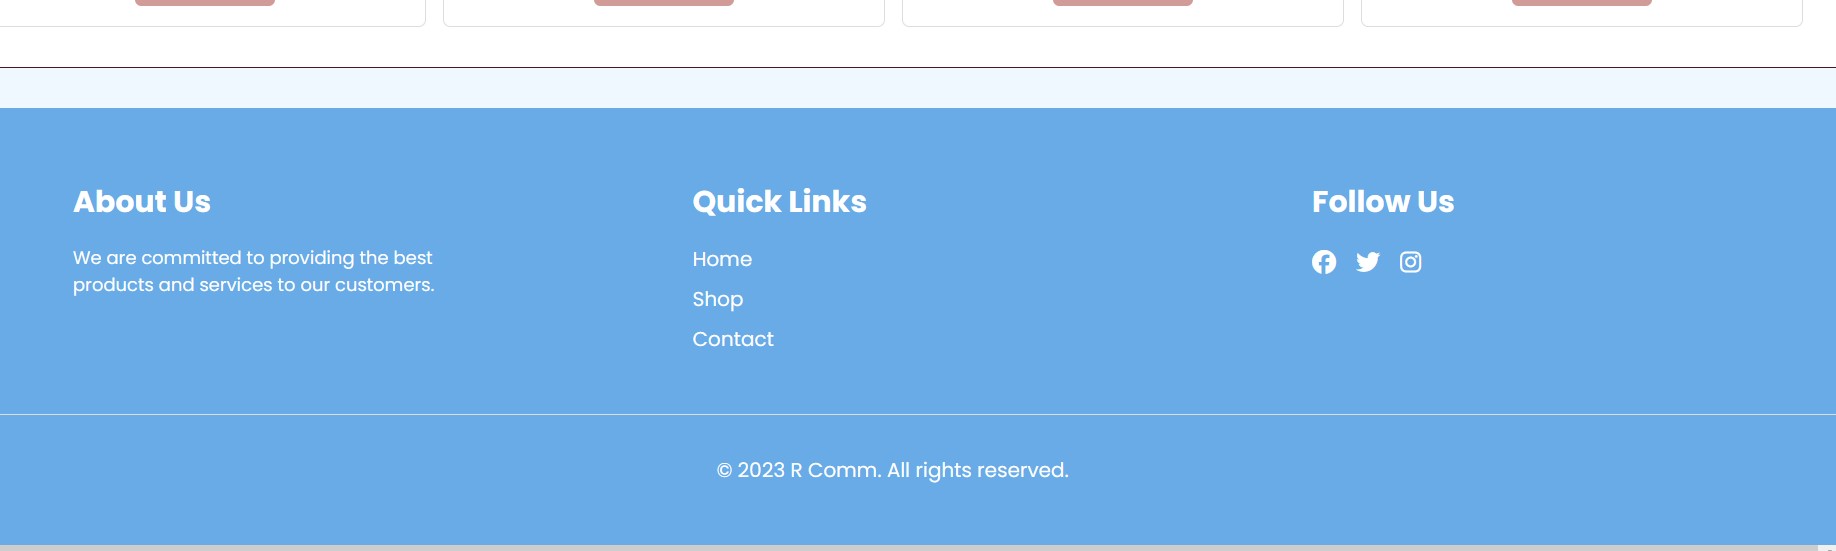 About Us
We are committed to providing the best
products and services to our customers.
Quick Links
Home
Shop
Contact
Follow Us
© 2023 R Comm. All rights reserved.